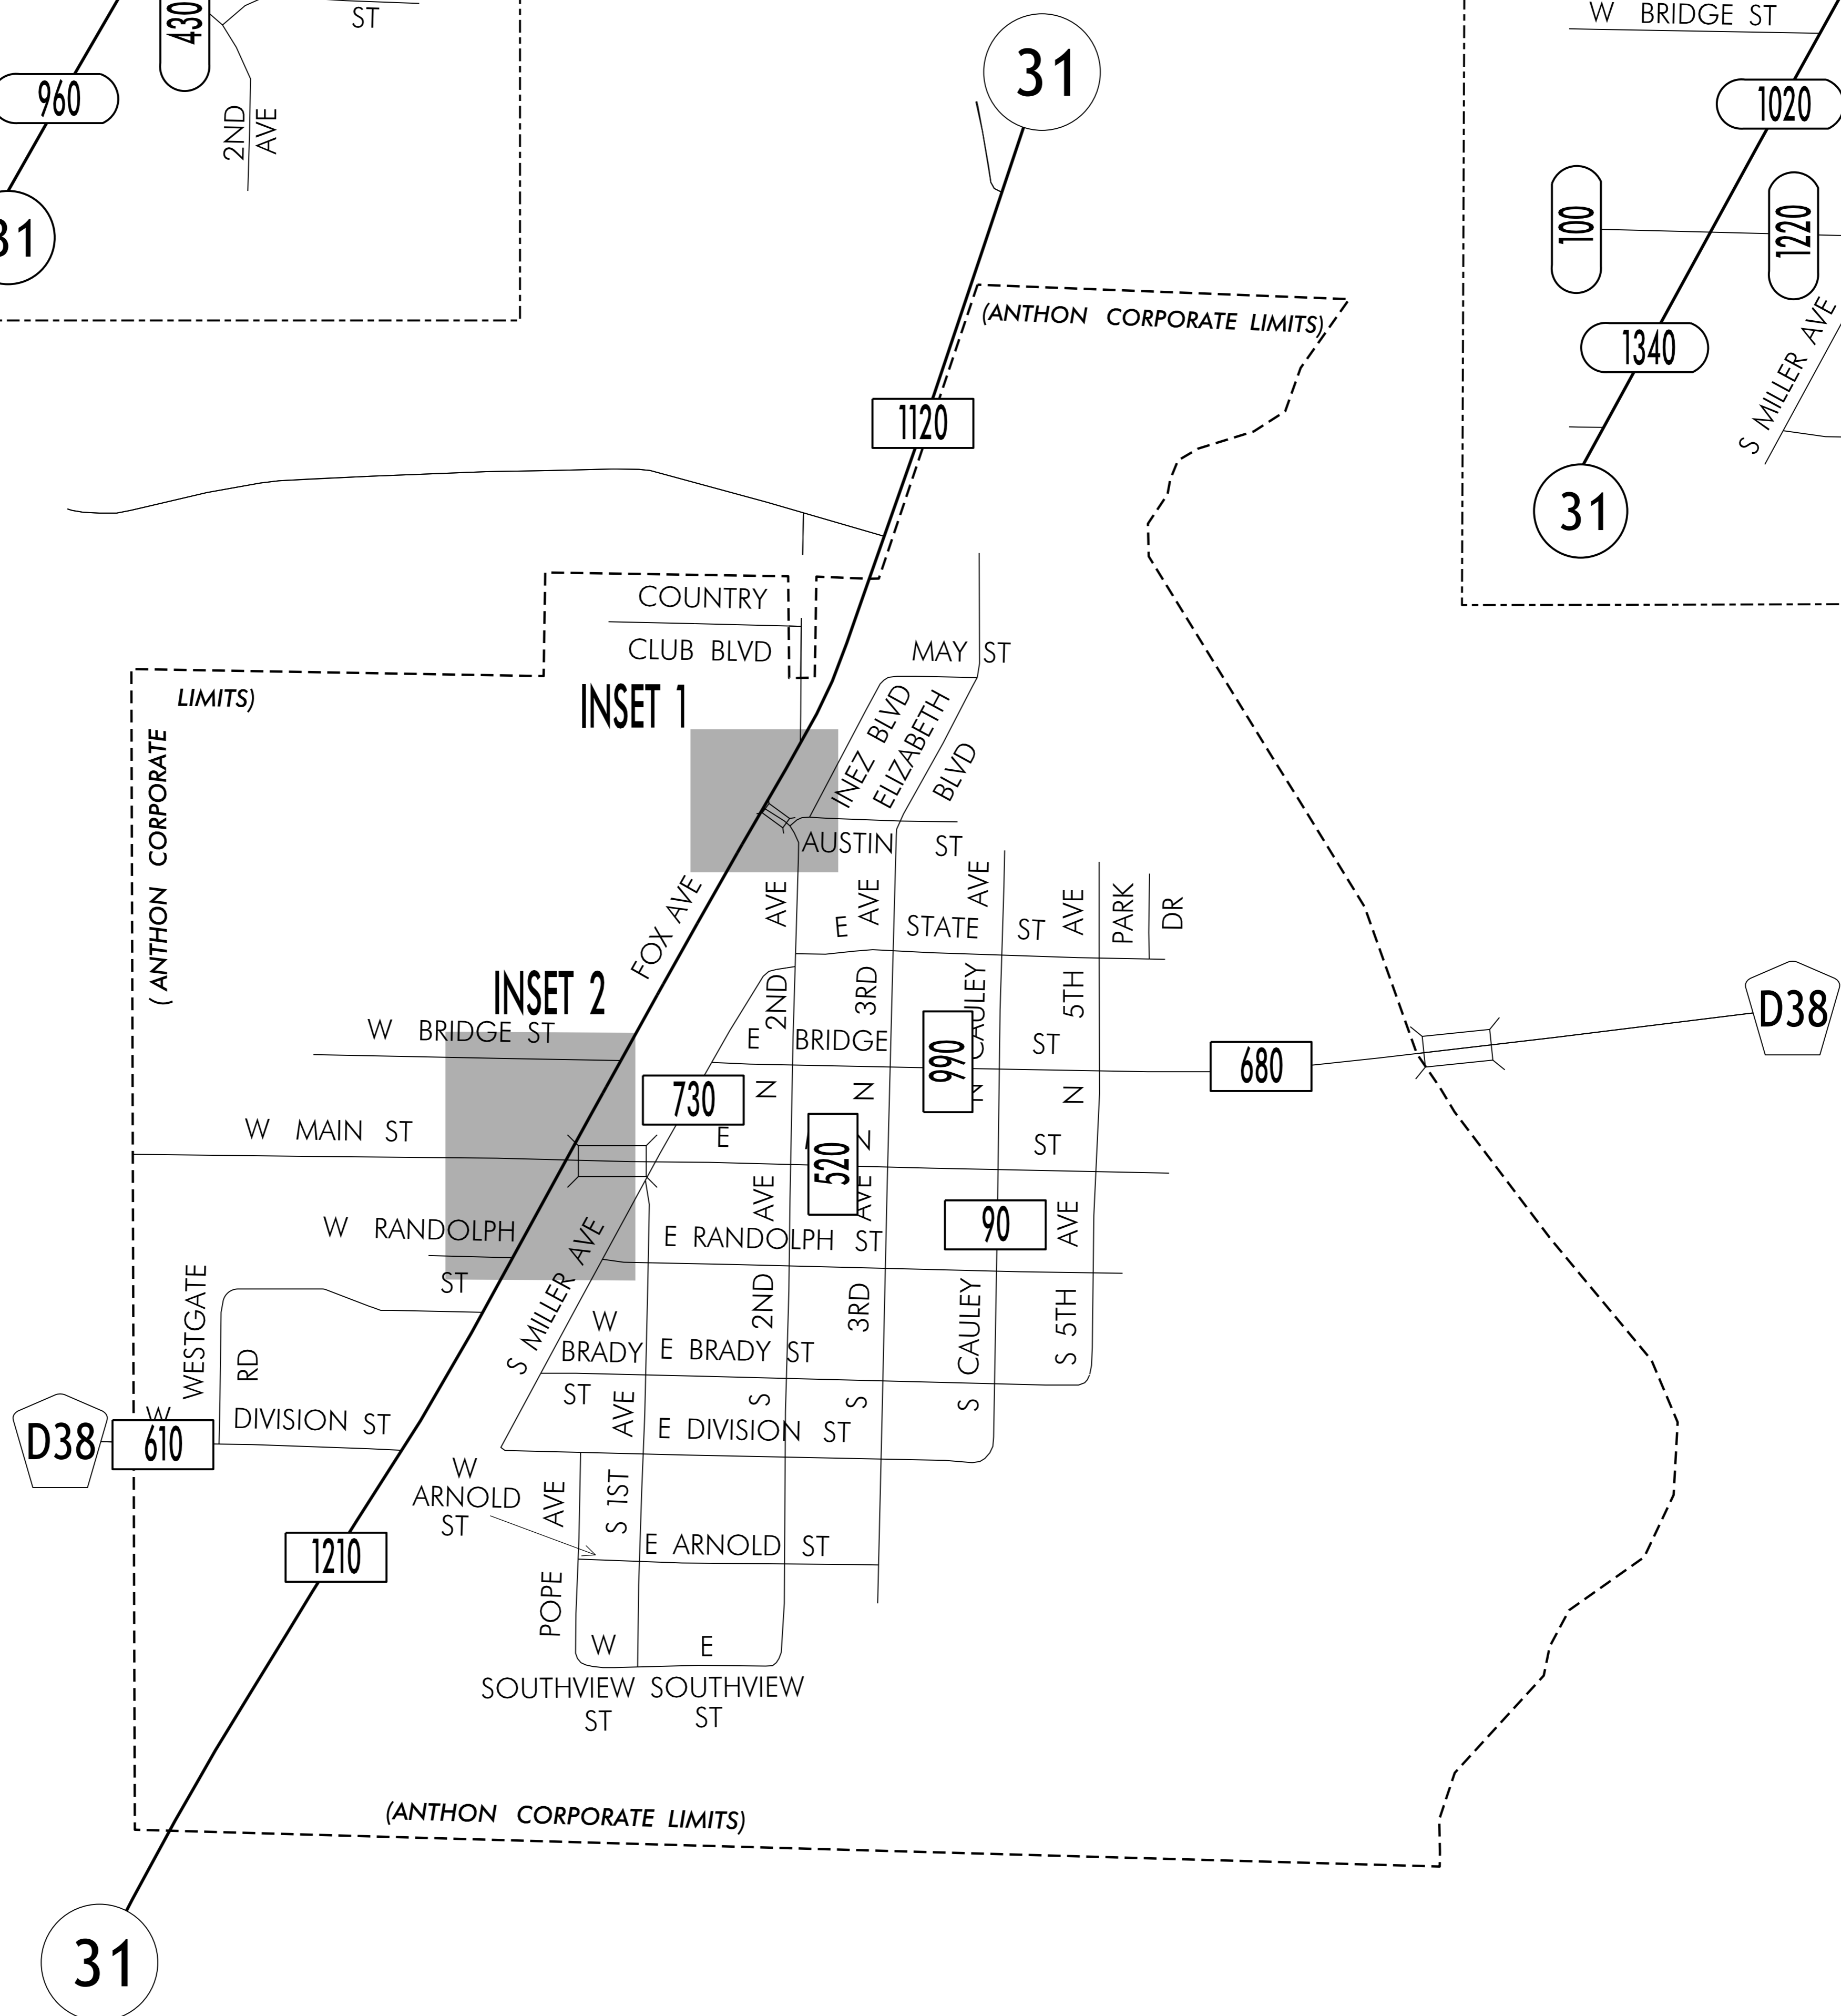 ST
430
960
2ND
AVE
31
31
W BRIDGE ST
1020
100
1220
1340
S MILLER AVE
31
(ANTHON CORPORATE LIMITS)
1120
COUNTRY
CLUB BLVD
MAY ST
LIMITS)
(ANTHON CORPORATE
INSET 1
INEZ BLVD
ELIZABETH
BLVD
AUSTIN ST
FOX AVE
AVE
AVE
AVE
AVE
PARK
DR
E STATE ST
INSET 2
2ND
3RD
CAULEY
5TH
W BRIDGE ST
E BRIDGE ST
990
680
D38
730
N
N
N
N
W MAIN ST
E ST
520
AVE
AVE
90
AVE
W RANDOLPH
ST
E RANDOLPH ST
S MILLER AVE
WESTGATE
RD
2ND
3RD
S CAULEY
S 5TH
W
BRADY
ST
E BRADY ST
AVE
S
S
D38
W
610
DIVISION ST
E DIVISION ST
W
ARNOLD
ST
AVE
S 1ST
E ARNOLD ST
1210
POPE
W E
SOUTHVIEW SOUTHVIEW
ST ST
(ANTHON CORPORATE LIMITS)
31